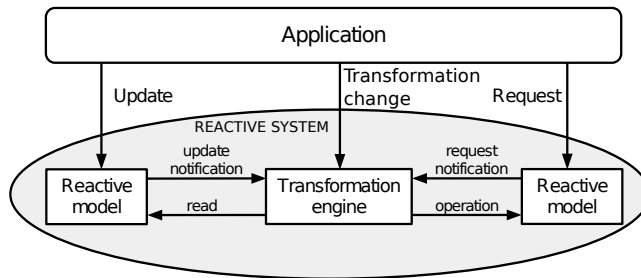 Application
Update
Transformation
change
Request
REACTIVE SYSTEM
update
notification
request
notification
Reactive
model
Transformation
engine
Reactive
model
read
operation